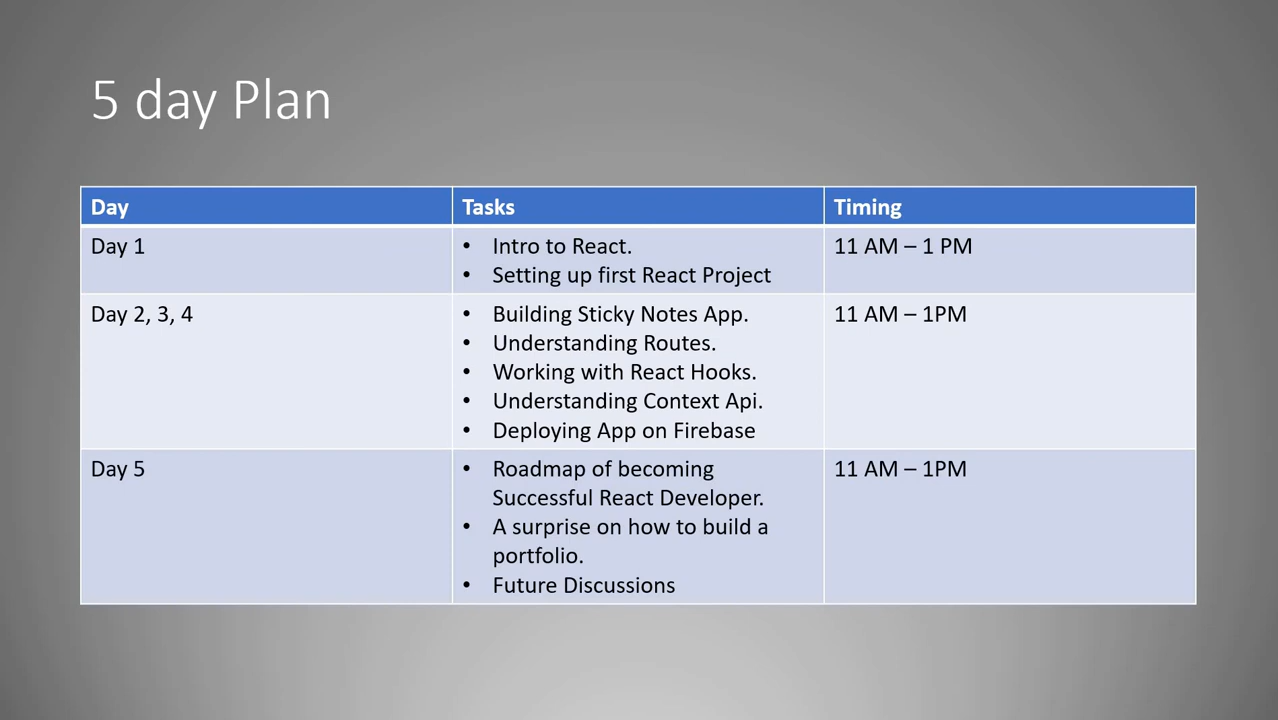 5 day Plan
Day
Tasks
Timing
Day 1
• Intro to React.
• Setting up first React Project
11 AM – 1 PM
Day 2, 3, 4
• Building Sticky Notes App.
• Understanding Routes.
• Working with React Hooks.
• Understanding Context Api.
• Deploying App on Firebase
11 AM – 1PM
Day 5
• Roadmap of becoming
Successful React Developer.
• A surprise on how to build a
portfolio.
• Future Discussions
11 AM – 1PM